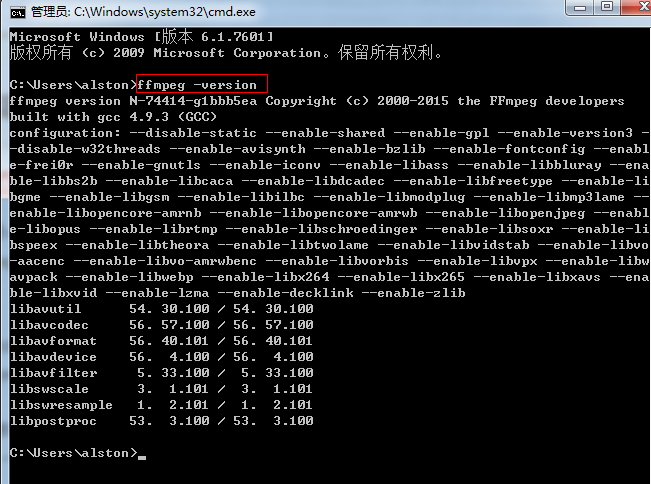 管理员: C:\Windows\system32\cmd.exe
Microsoft Windows [版本 6.1.7601]
版权所有 (c) 2009 Microsoft Corporation。保留所有权利。
C:\Users\alston>ffmpeg -version
ffmpeg version N-74414-g1bbb5ea Copyright (c) 2000-2015 the FFmpeg developers
built with gcc 4.9.3 (GCC)
configuration: --disable-static --enable-shared --enable-gpl --enable-version3 -
-disable-w32threads --enable-avisynth --enable-bzlib --enable-fontconfig --enabl
e-frei0r --enable-gnutls --enable-iconv --enable-libass --enable-libbluray --ena
ble-libbs2b --enable-libcaca --enable-libdcadec --enable-libfreetype --enable-li
bgme --enable-libgsm --enable-libilbc --enable-libmodplug --enable-libmp3lame --
enable-libopencore-amrnb --enable-libopencore-amrwb --enable-libopenjpeg --enabl
e-libopus --enable-librtmp --enable-libschroedinger --enable-libsoxr --enable-li
bspeex --enable-libtheora --enable-libtwolame --enable-libvidstab --enable-libvo
-aacenc --enable-libvo-amrwbenc --enable-libvorbis --enable-libvpx --enable-libw
avpack --enable-libwebp --enable-libx264 --enable-libx265 --enable-libxavs --ena
ble-libxvid --enable-lzma --enable-decklink --enable-zlib
libavutil      54. 30.100 / 54. 30.100
libavcodec     56. 57.100 / 56. 57.100
libavformat    56. 40.101 / 56. 40.101
libavdevice    56.  4.100 / 56.  4.100
libavfilter     5. 33.100 /  5. 33.100
libswscale      3.  1.101 /  3.  1.101
libswresample   1.  2.101 /  1.  2.101
libpostproc    53.  3.100 / 53.  3.100
C:\Users\alston>_